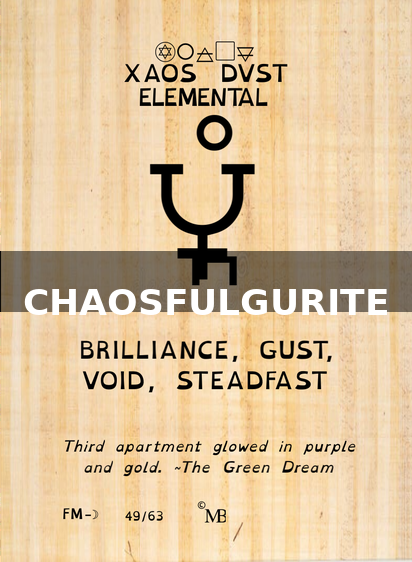 XAOS DVST
ELEMENTAL
CHAOSFULGURITE
BRILLIANCE, GUST,
VOID, STEADFAST
Third apartment glowed in purple
and gold. ~The Green Dream
FM-☽ 49/63 ©MB